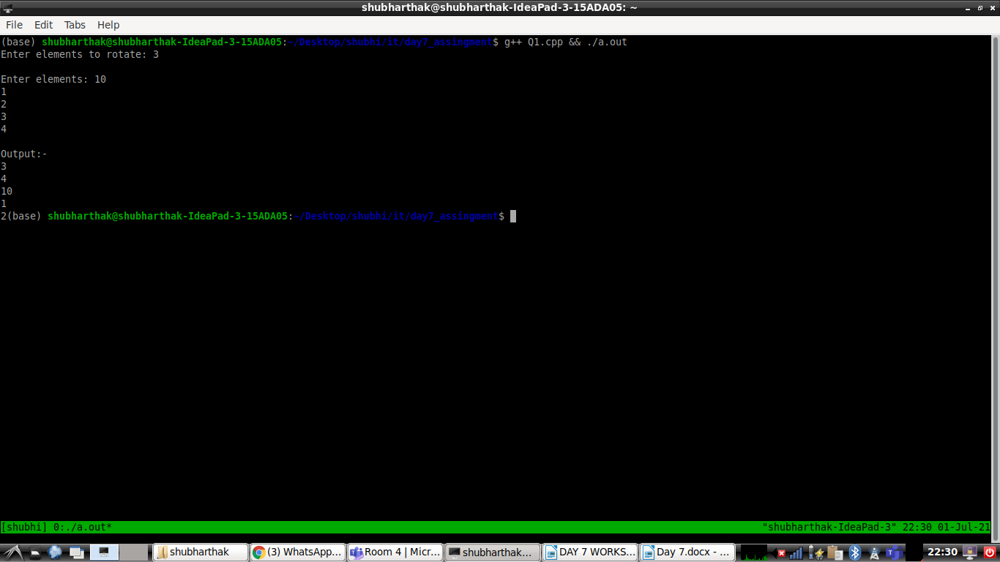 shubharthak@shubharthak-IdeaPad-3-15ADA05: ~
File Edit Tabs Help
(base) shubharthak@shubharthak-IdeaPad-3-15ADA05:~/Desktop/shubhi/it/day7_assingment$ g++ Q1.cpp && ./a.out
Enter elements to rotate: 3
Enter elements: 10
1
2
3
4
Output:-
3
4
10
1
2(base) shubharthak@shubharthak-IdeaPad-3-15ADA05:~/Desktop/shubhi/it/day7_assingment$
[shubhi] 0:./a.out* "shubharthak-IdeaPad-3" 22:30 01-Jul-21
shubharthak (3) WhatsApp... Room 4 | Micr... shubharthak... DAY 7 WORKS... Day 7.docx - ... 22:30